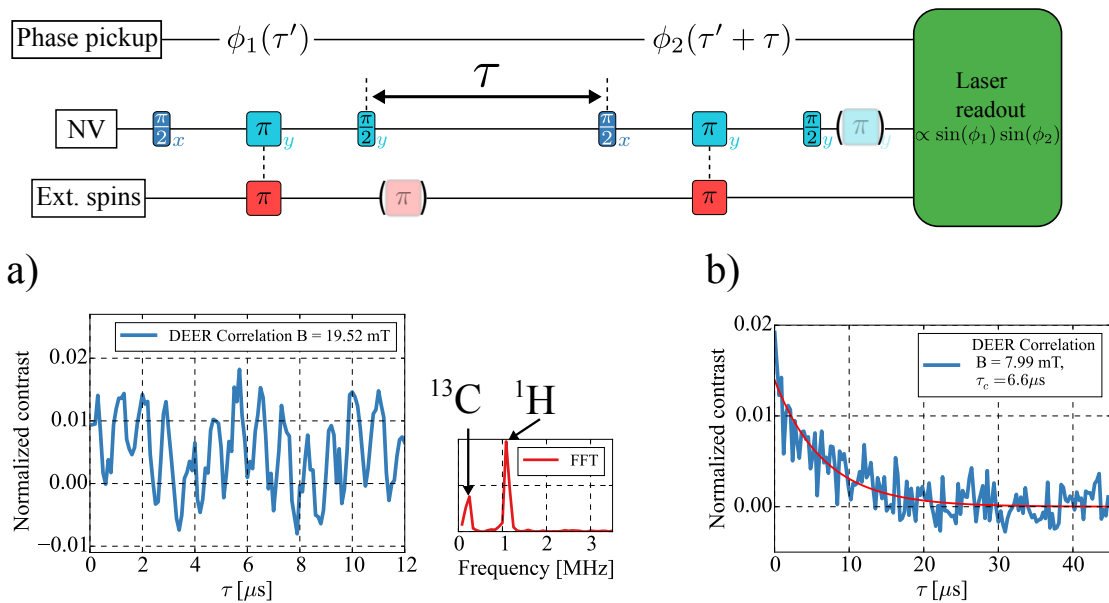 Phase pickup
ϕ₁(τ′)
ϕ₂(τ′ + τ)
τ
NV
π/2 x
π y
π/2 y
π/2 x
π y
π/2 y
(π) y
Ext. spins
π
(π)
π
Laser
readout
∝ sin(ϕ₁) sin(ϕ₂)
a)
DEER Correlation B = 19.52 mT
Normalized contrast
0.02
0.01
0.00
−0.01
0 2 4 6 8 10 12
τ [μs]
¹³C
¹H
FFT
0 1 2 3
Frequency [MHz]
b)
DEER Correlation
B = 7.99 mT,
τ_c = 6.6μs
Normalized contrast
0.02
0.01
0.00
0 10 20 30 40
τ [μs]